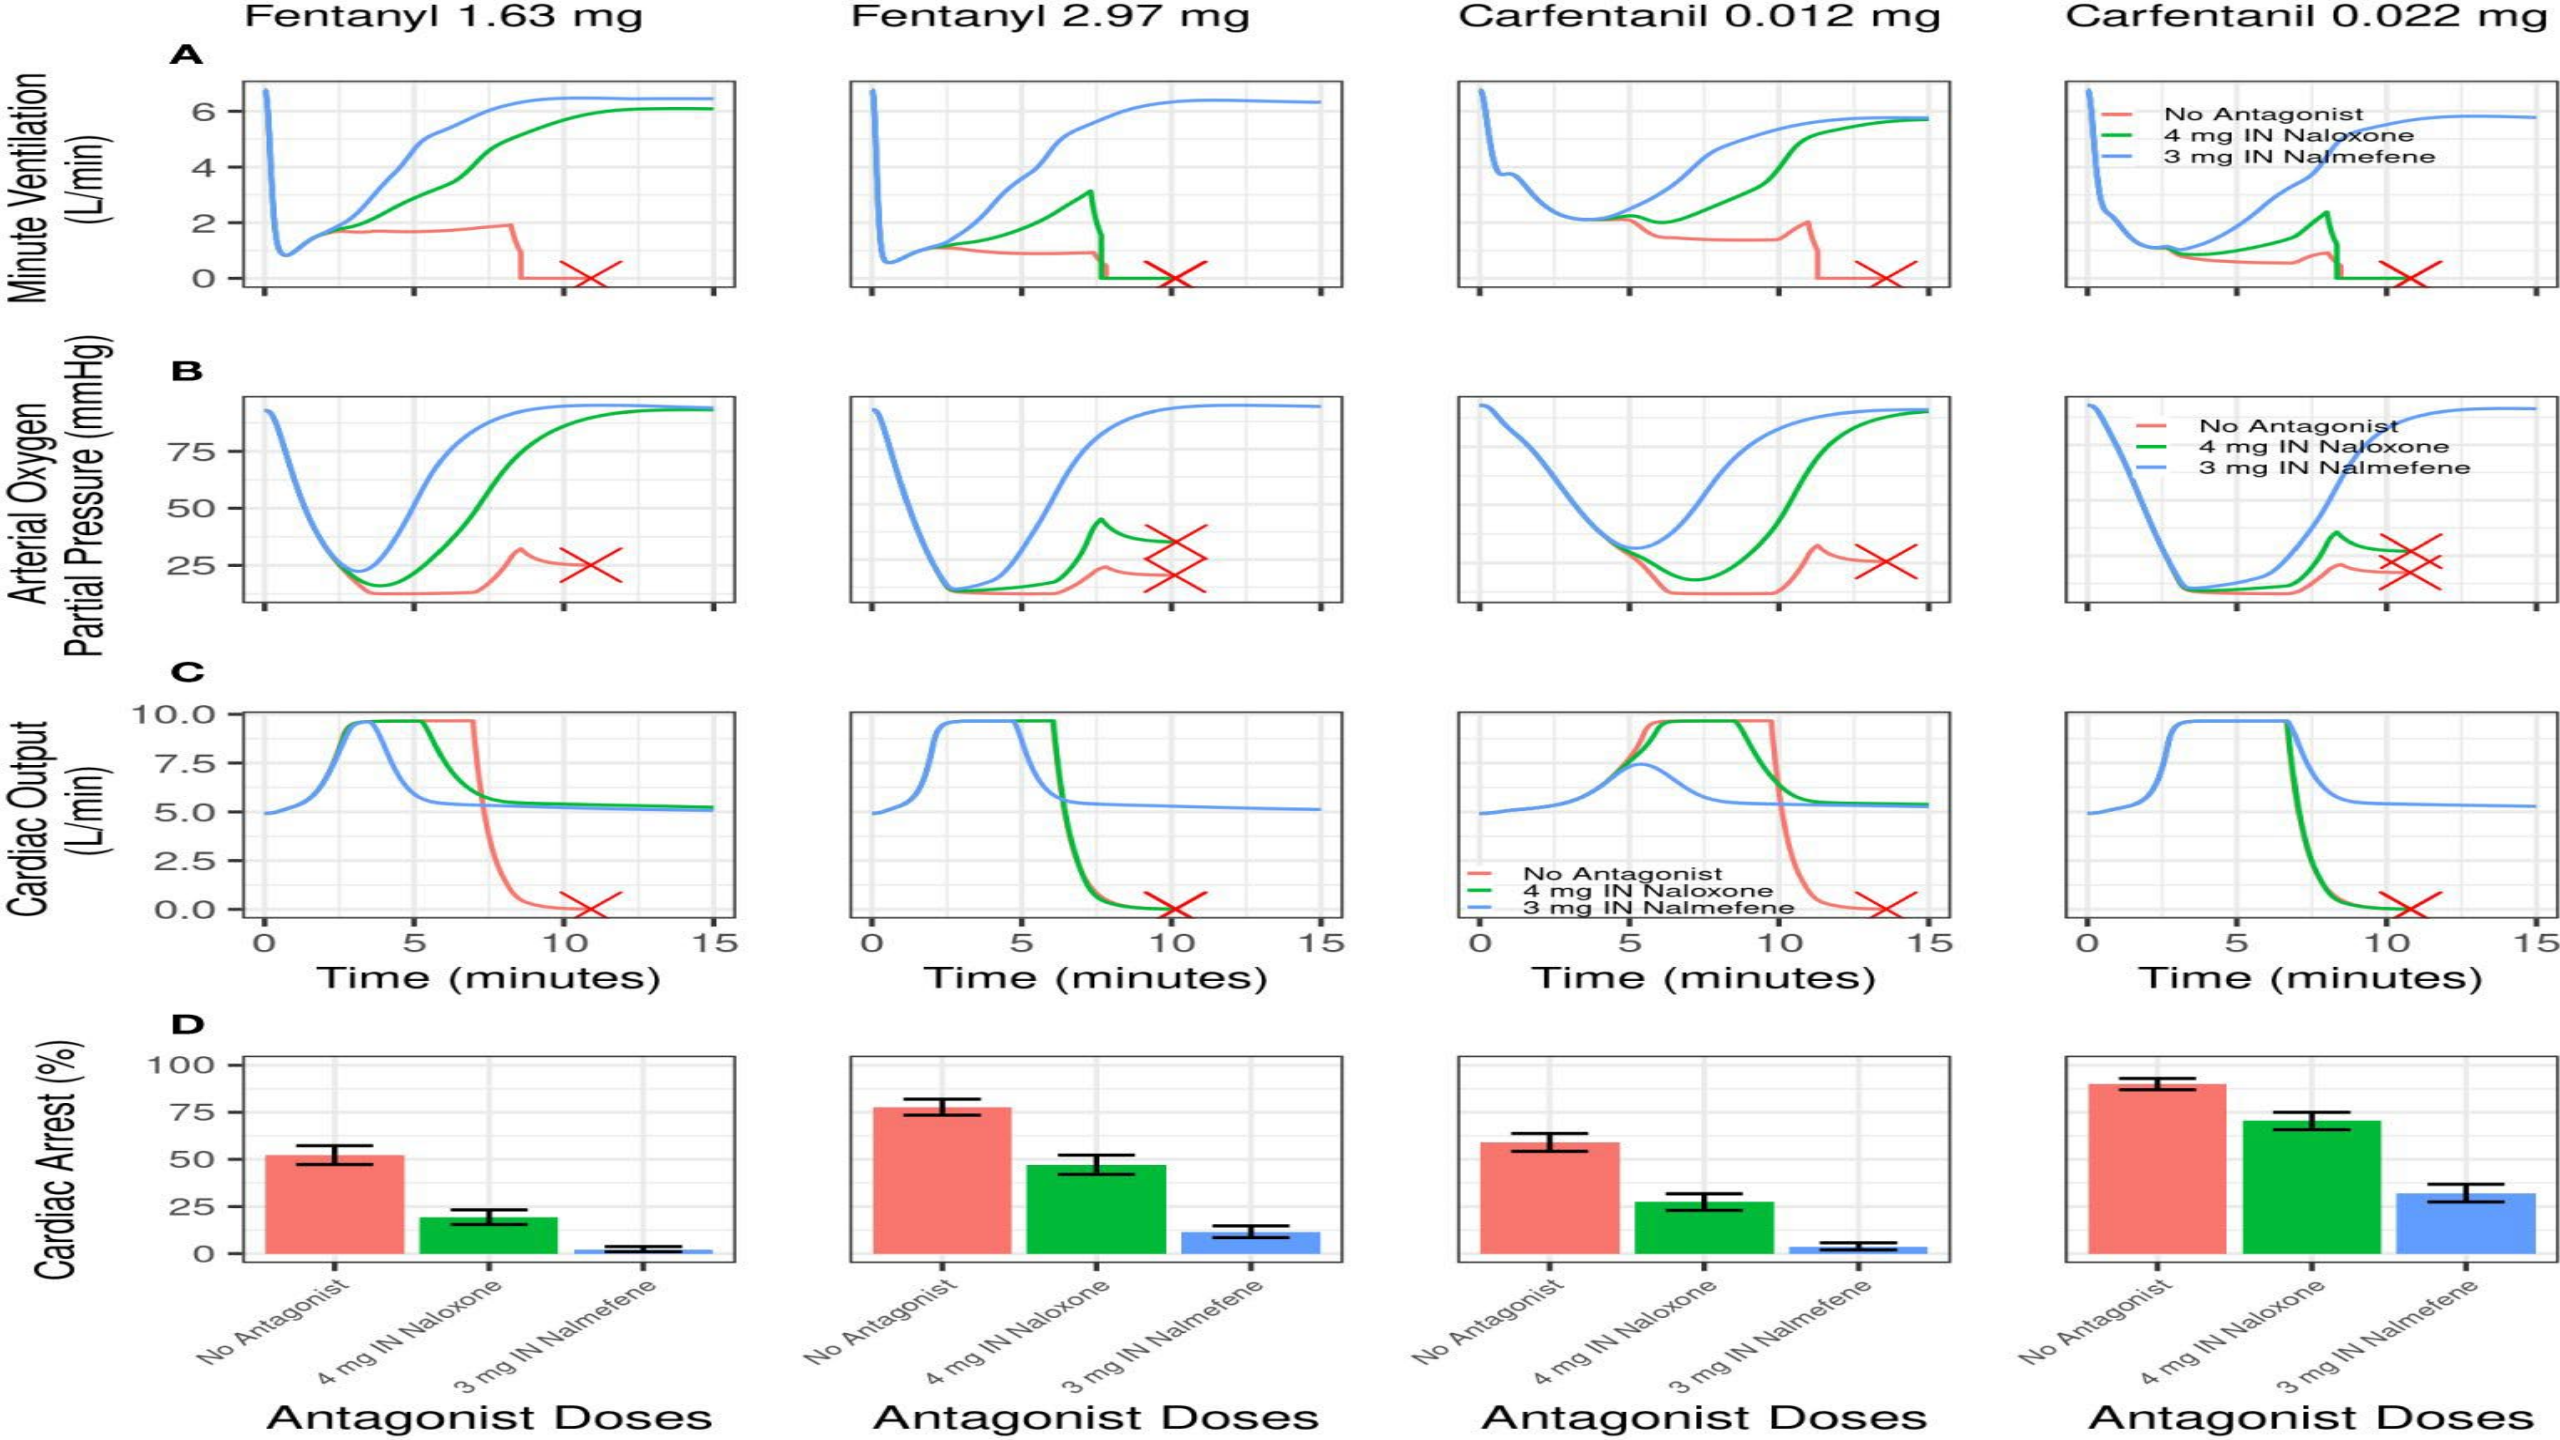 Fentanyl 1.63 mg
Fentanyl 2.97 mg
Carfentanil 0.012 mg
Carfentanil 0.022 mg
A
Minute Ventilation
(L/min)
6
4
2
0
No Antagonist
4 mg IN Naloxone
3 mg IN Nalmefene
B
Arterial Oxygen
Partial Pressure (mmHg)
75
50
25
No Antagonist
4 mg IN Naloxone
3 mg IN Nalmefene
C
Cardiac Output
(L/min)
10.0
7.5
5.0
2.5
0.0
No Antagonist
4 mg IN Naloxone
3 mg IN Nalmefene
0 5 10 15
0 5 10 15
0 5 10 15
0 5 10 15
Time (minutes)
Time (minutes)
Time (minutes)
Time (minutes)
D
Cardiac Arrest (%)
100
75
50
25
0
No Antagonist
4 mg IN Naloxone
3 mg IN Nalmefene
No Antagonist
4 mg IN Naloxone
3 mg IN Nalmefene
No Antagonist
4 mg IN Naloxone
3 mg IN Nalmefene
No Antagonist
4 mg IN Naloxone
3 mg IN Nalmefene
Antagonist Doses
Antagonist Doses
Antagonist Doses
Antagonist Doses